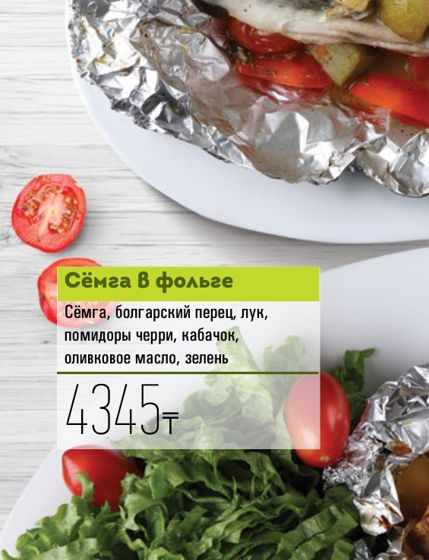 Сёмга в фольге
Сёмга, болгарский перец, лук,
помидоры черри, кабачок,
оливковое масло, зелень
4345₸